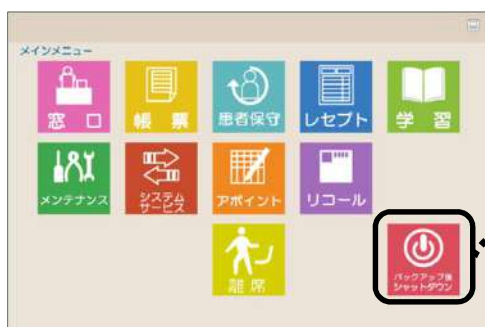 メインメニュー
窓口
帳票
患者保守
レセプト
学習
メンテナンス
システム
サービス
アポイント
リコール
離席
バックアップ後
シャットダウン